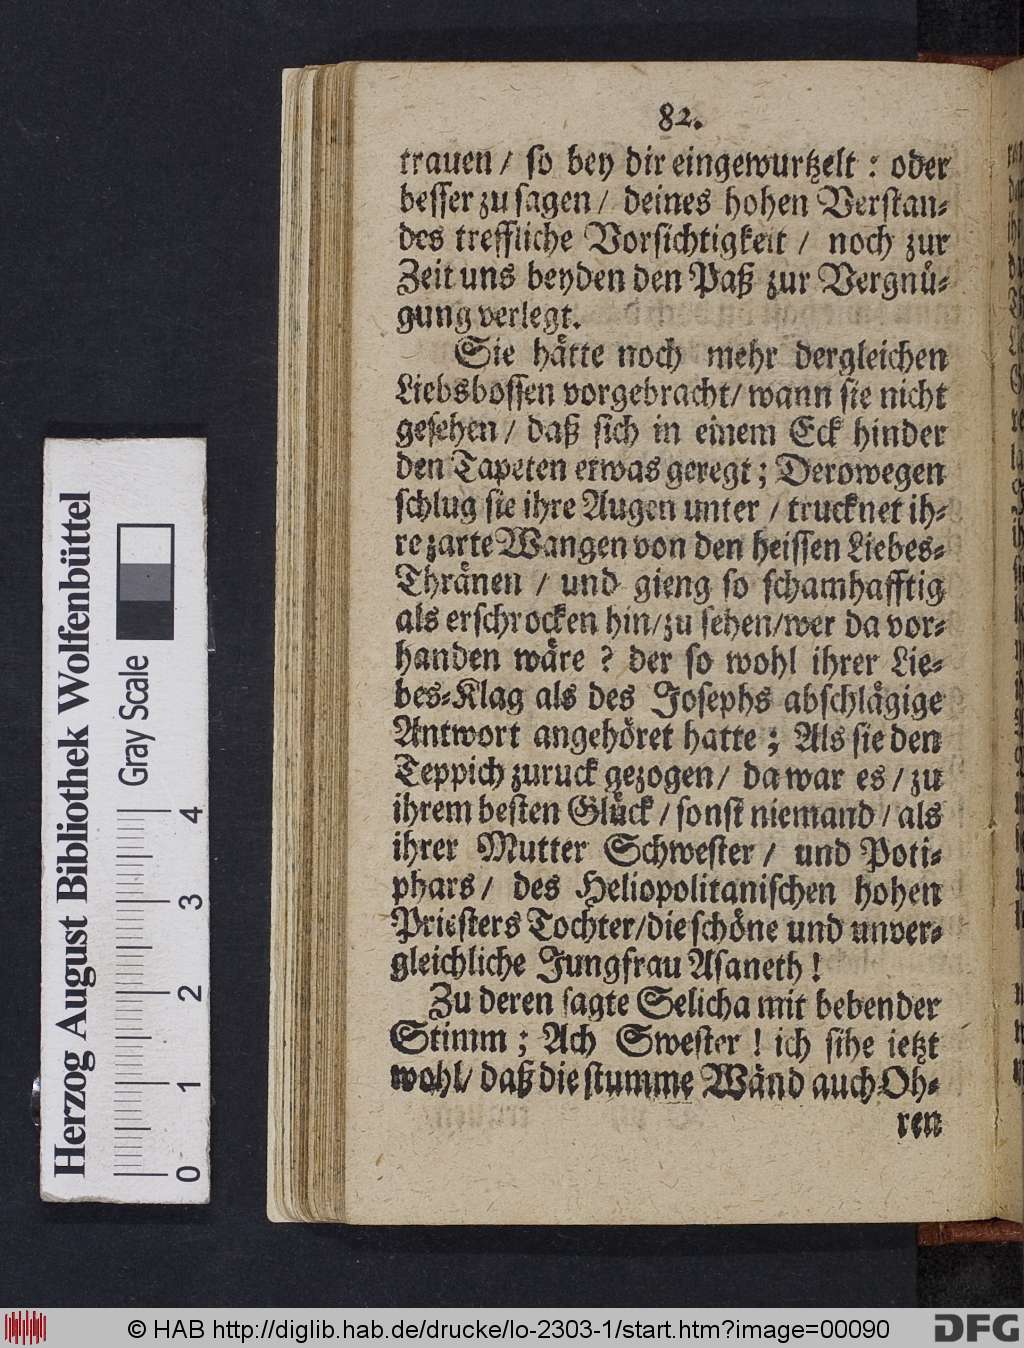 82.
trauen / so bey dir eingewurtzelt : oder
besser zu sagen / deines hohen Verstan-
des treffliche Vorsichtigkeit / noch zur
Zeit uns beyden den Paß zur Vergnü-
gung verlegt.
Sie hätte noch mehr dergleichen
Liebsbossen vorgebracht/ wann sie nicht
gesehen / daß sich in einem Eck hinder
den Tapeten etwas geregt ; Derowegen
schlug sie ihre Augen unter / trucknet ih-
re zarte Wangen von den heissen Liebes-
Thränen / und gieng so schamhafftig
als erschrocken hin/zu sehen/wer da vor-
handen wäre ? der so wohl ihrer Lie-
bes-Klag als des Josephs abschlägige
Antwort angehöret hatte ; Als sie den
Teppich zuruck gezogen / da war es / zu
ihrem besten Glück / sonst niemand / als
ihrer Mutter Schwester / und Poti-
phars / des Heliopolitanischen hohen
Priesters Tochter/die schöne und unver-
gleichliche Jungfrau Asaneth !
Zu deren sagte Selicha mit bebender
Stimm ; Ach Swester ! ich sihe ietzt
wohl/ daß die stumme Wänd auch Oh-
ren
Herzog August Bibliothek Wolfenbüttel
Gray Scale
0 1 2 3 4
© HAB http://diglib.hab.de/drucke/lo-2303-1/start.htm?image=00090
DFG